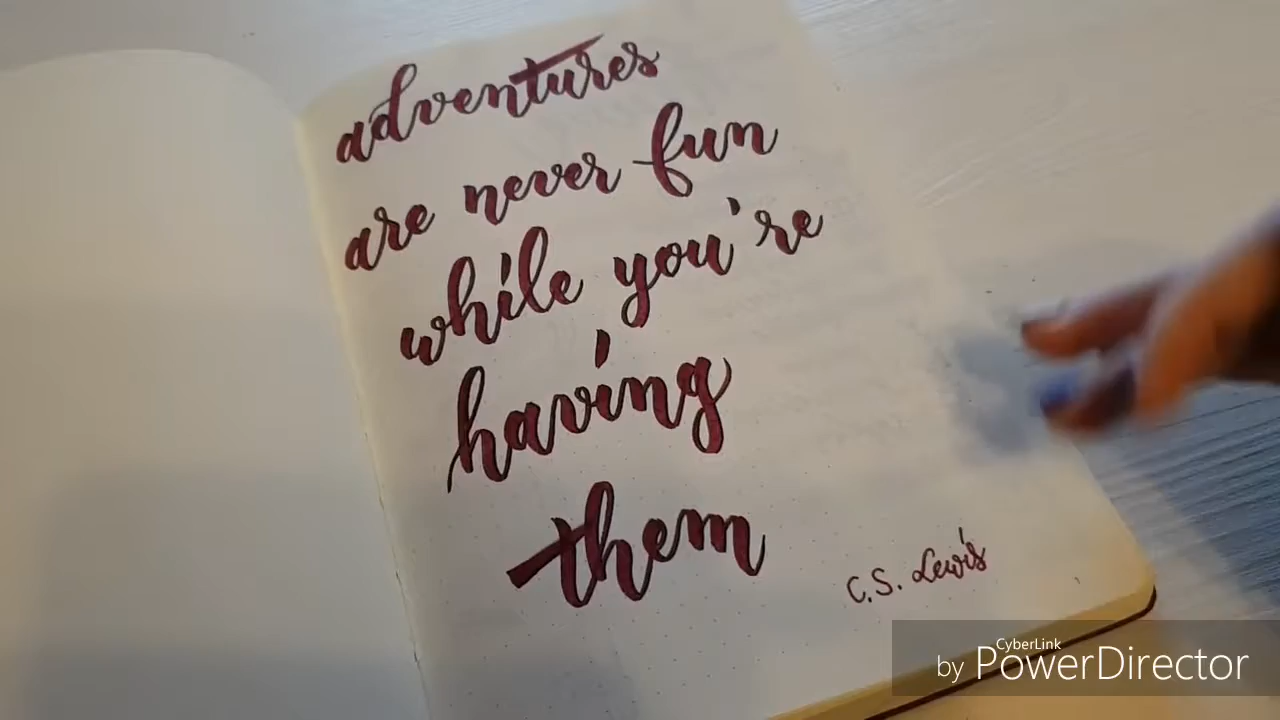 adventures
are never fun
while you're
having
them
C.S. Lewis
CyberLink
by PowerDirector